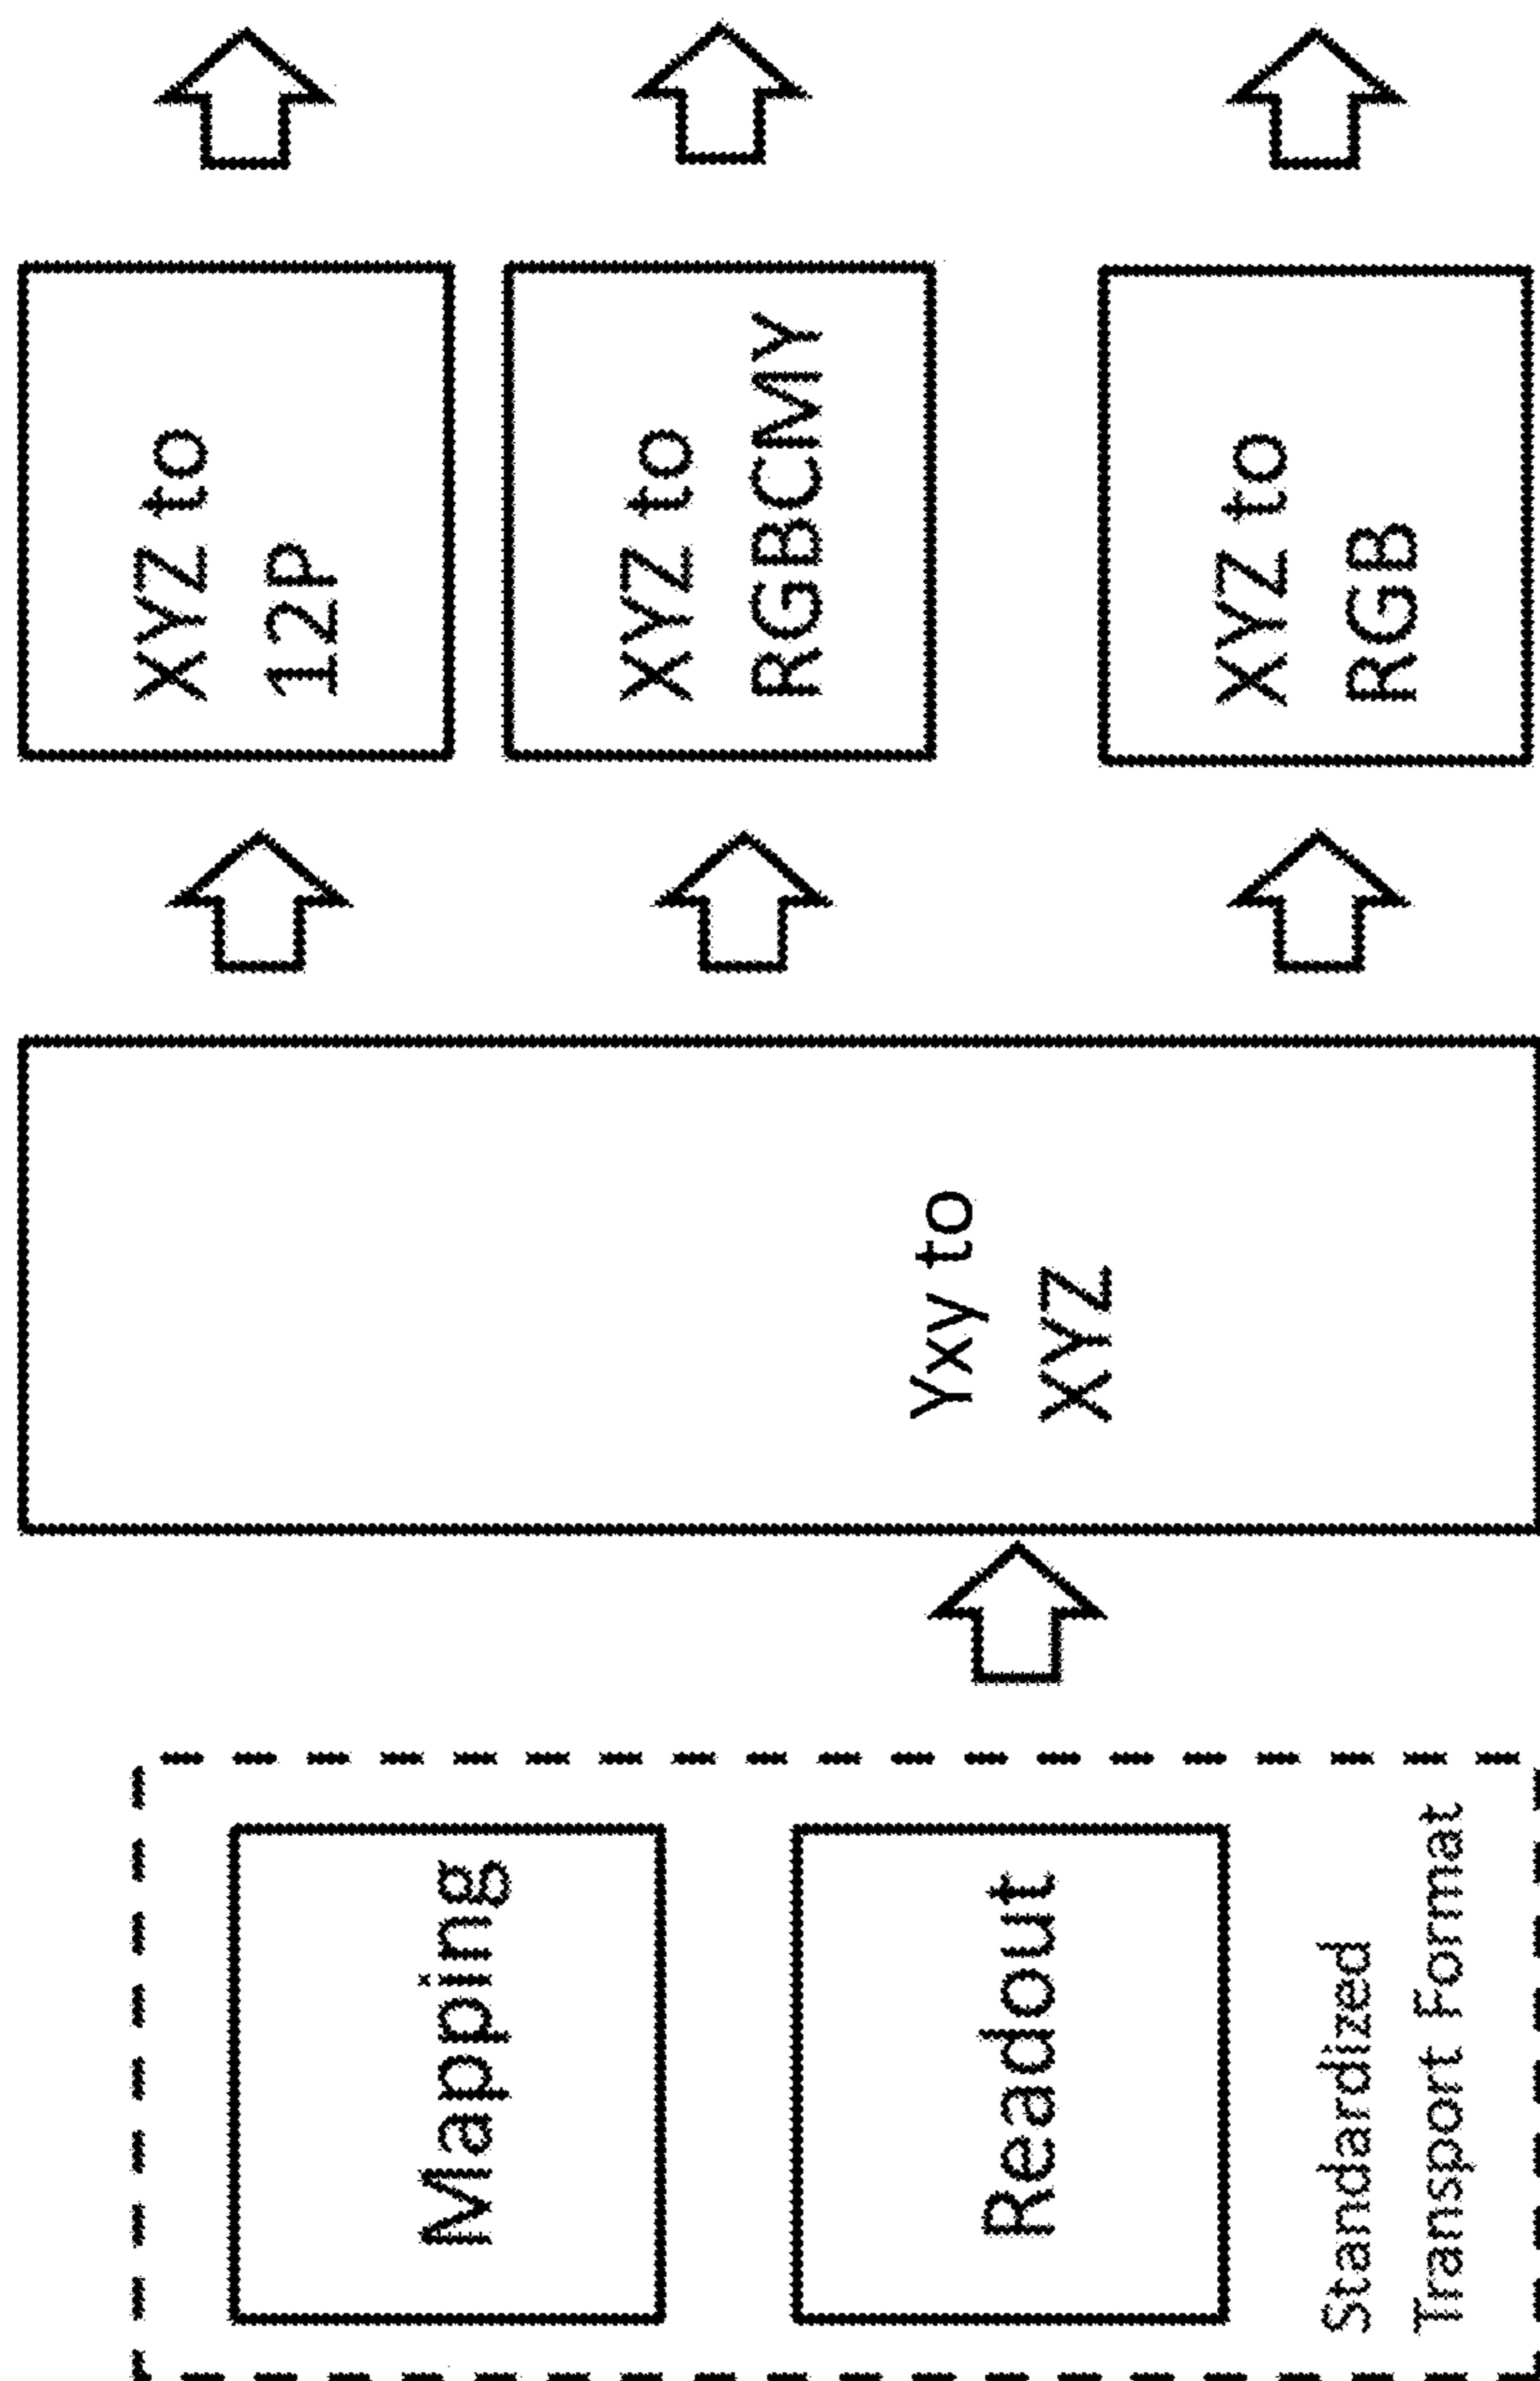 Mapping
Readout
Standardized
Transport Format
Yxy to
XYZ
XYZ to
12P
XYZ to
RGBCMY
XYZ to
RGB